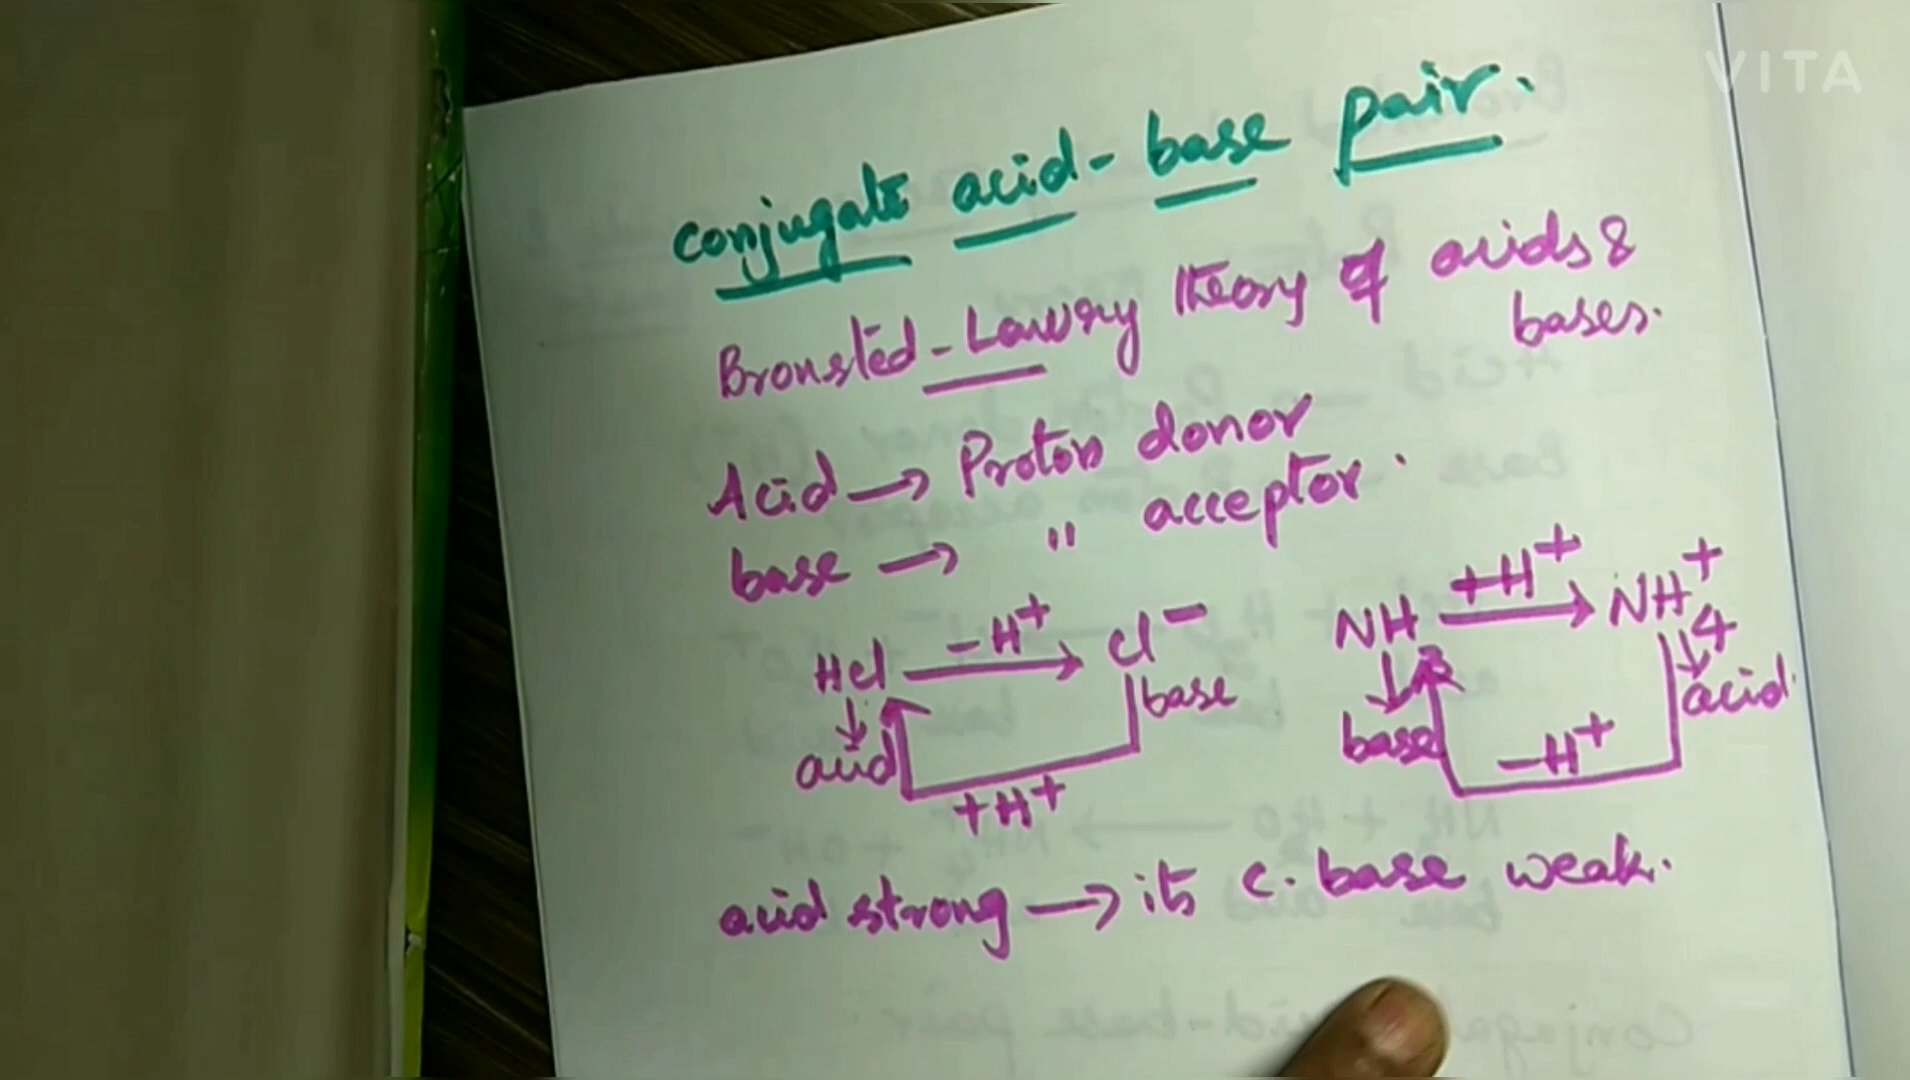 VITA
conjugate acid-base pair.
Bronsted-Lowry theory of acids &
bases.
Acid → Proton donor
base → " acceptor.
HCl -H⁺→ Cl⁻
acid
base
+H⁺
NH +H⁺→ NH₄⁺
base
acid.
-H⁺
acid strong → its c. base weak.